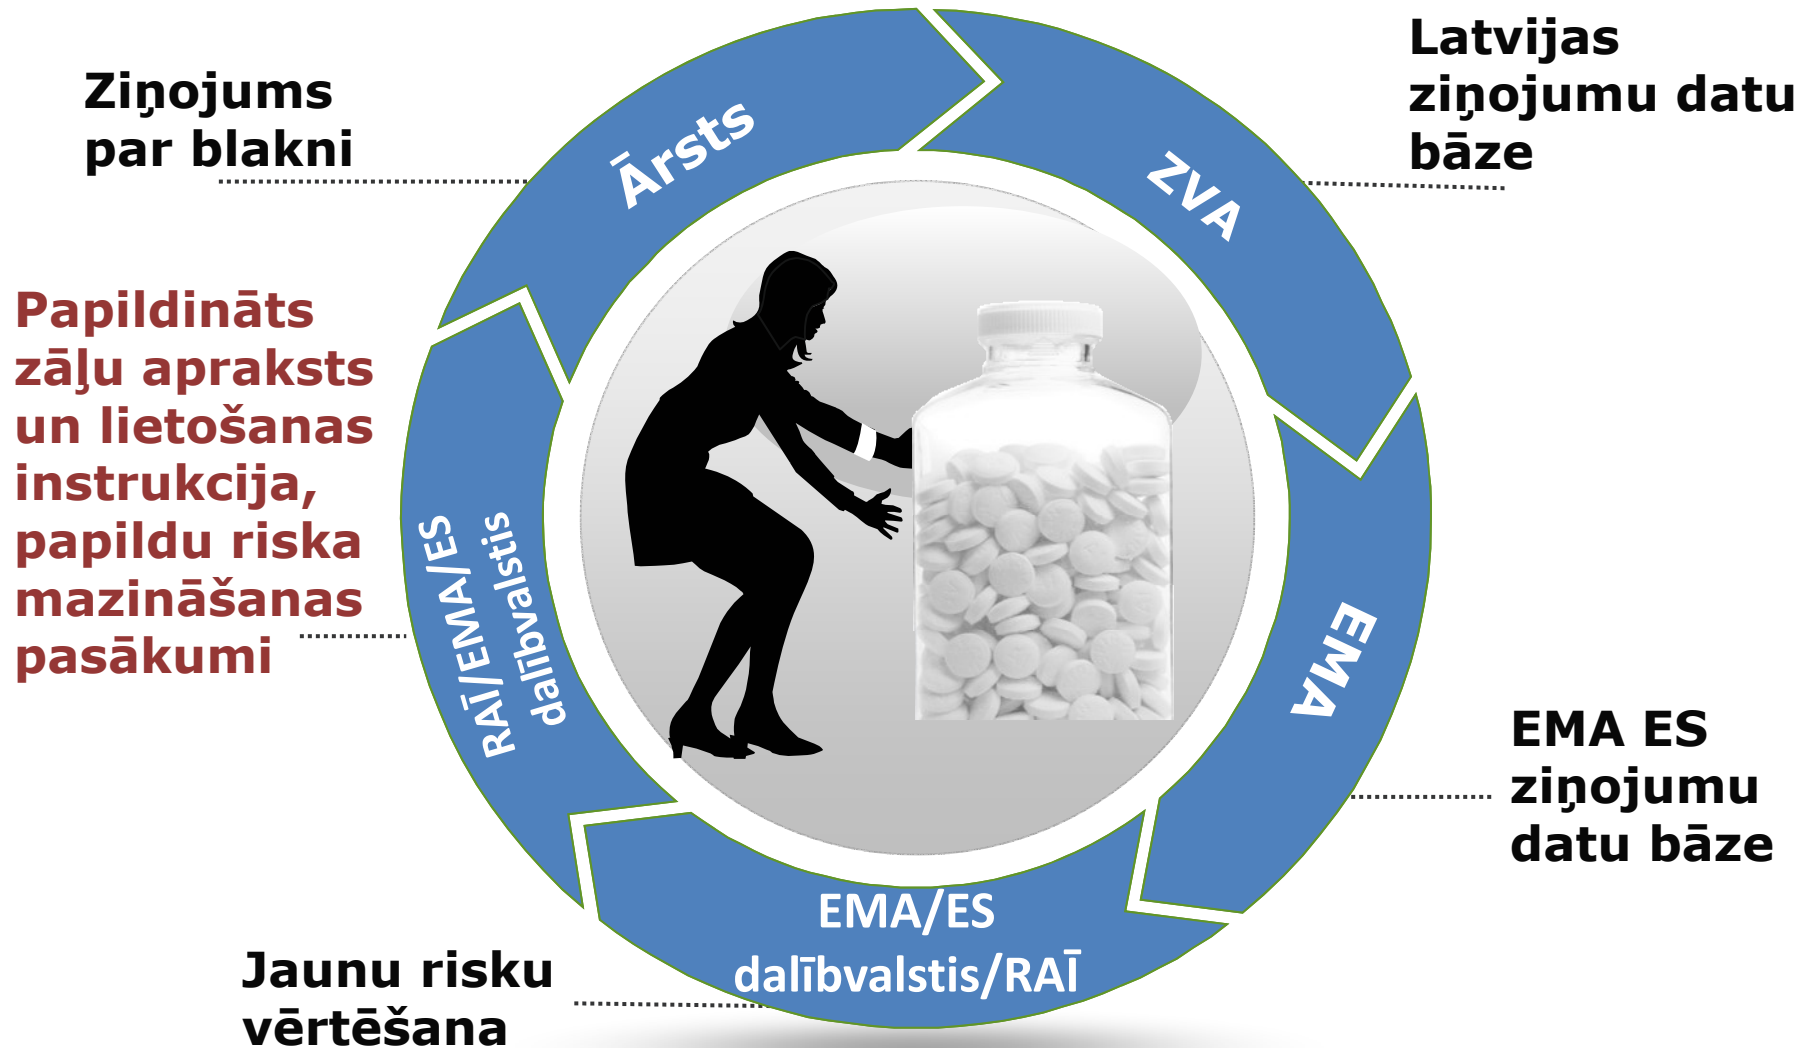 Ziņojums
par blakni
Ārsts
Latvijas
ziņojumu datu
bāze
ZVA
EMA
EMA ES
ziņojumu
datu bāze
EMA/ES
dalībvalstis/RAĪ
Jaunu risku
vērtēšana
RAĪ/EMA/ES
dalībvalstis
Papildināts
zāļu apraksts
un lietošanas
instrukcija,
papildu riska
mazināšanas
pasākumi